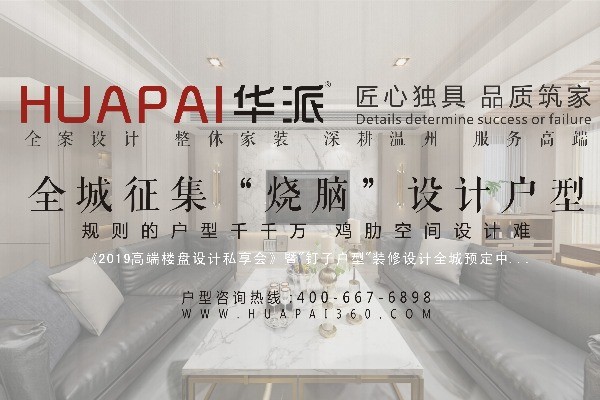 HUAPAI华派® 匠心独具 品质筑家
Details determine success or failure
全案设计 整体家装 深耕温州 服务高端
全城征集“烧脑”设计户型
规则的户型千千万 鸡肋空间设计难
《2019高端楼盘设计私享会》暨"钉子户型"装修设计全城预定中...
户型咨询热线:400-667-6898
WWW.HUAPAI360.COM